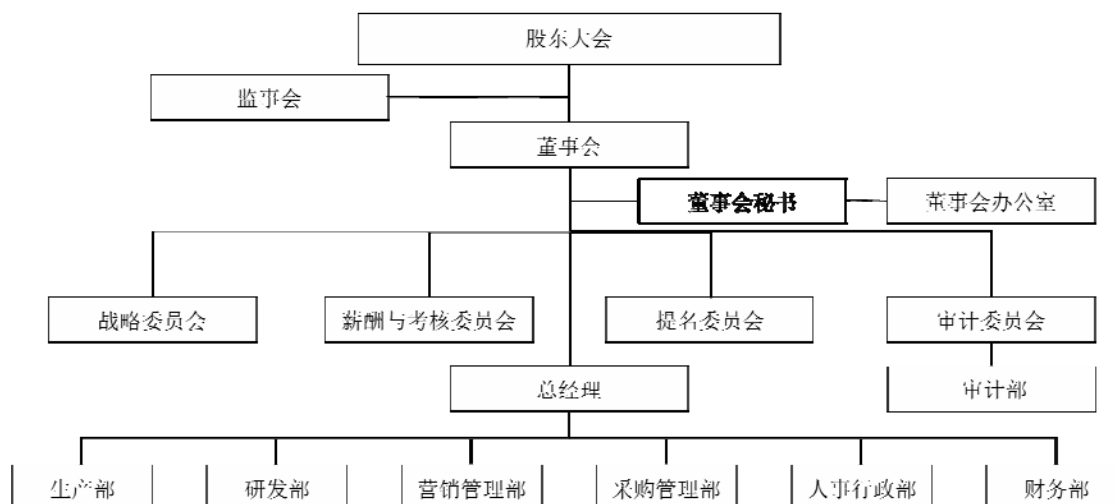 股东大会
监事会
董事会
董事会秘书
董事会办公室
战略委员会
薪酬与考核委员会
提名委员会
审计委员会
总经理
审计部
生产部
研发部
营销管理部
采购管理部
人事行政部
财务部